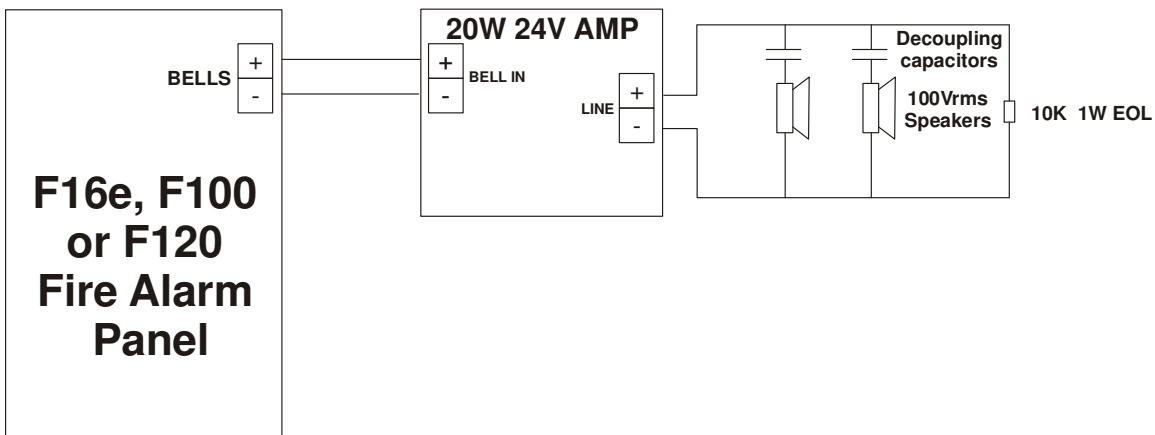 20W 24V AMP
BELLS
+
-
+
-
BELL IN
LINE
+
-
Decoupling
capacitors
100Vrms
Speakers
10K 1W EOL
F16e, F100
or F120
Fire Alarm
Panel